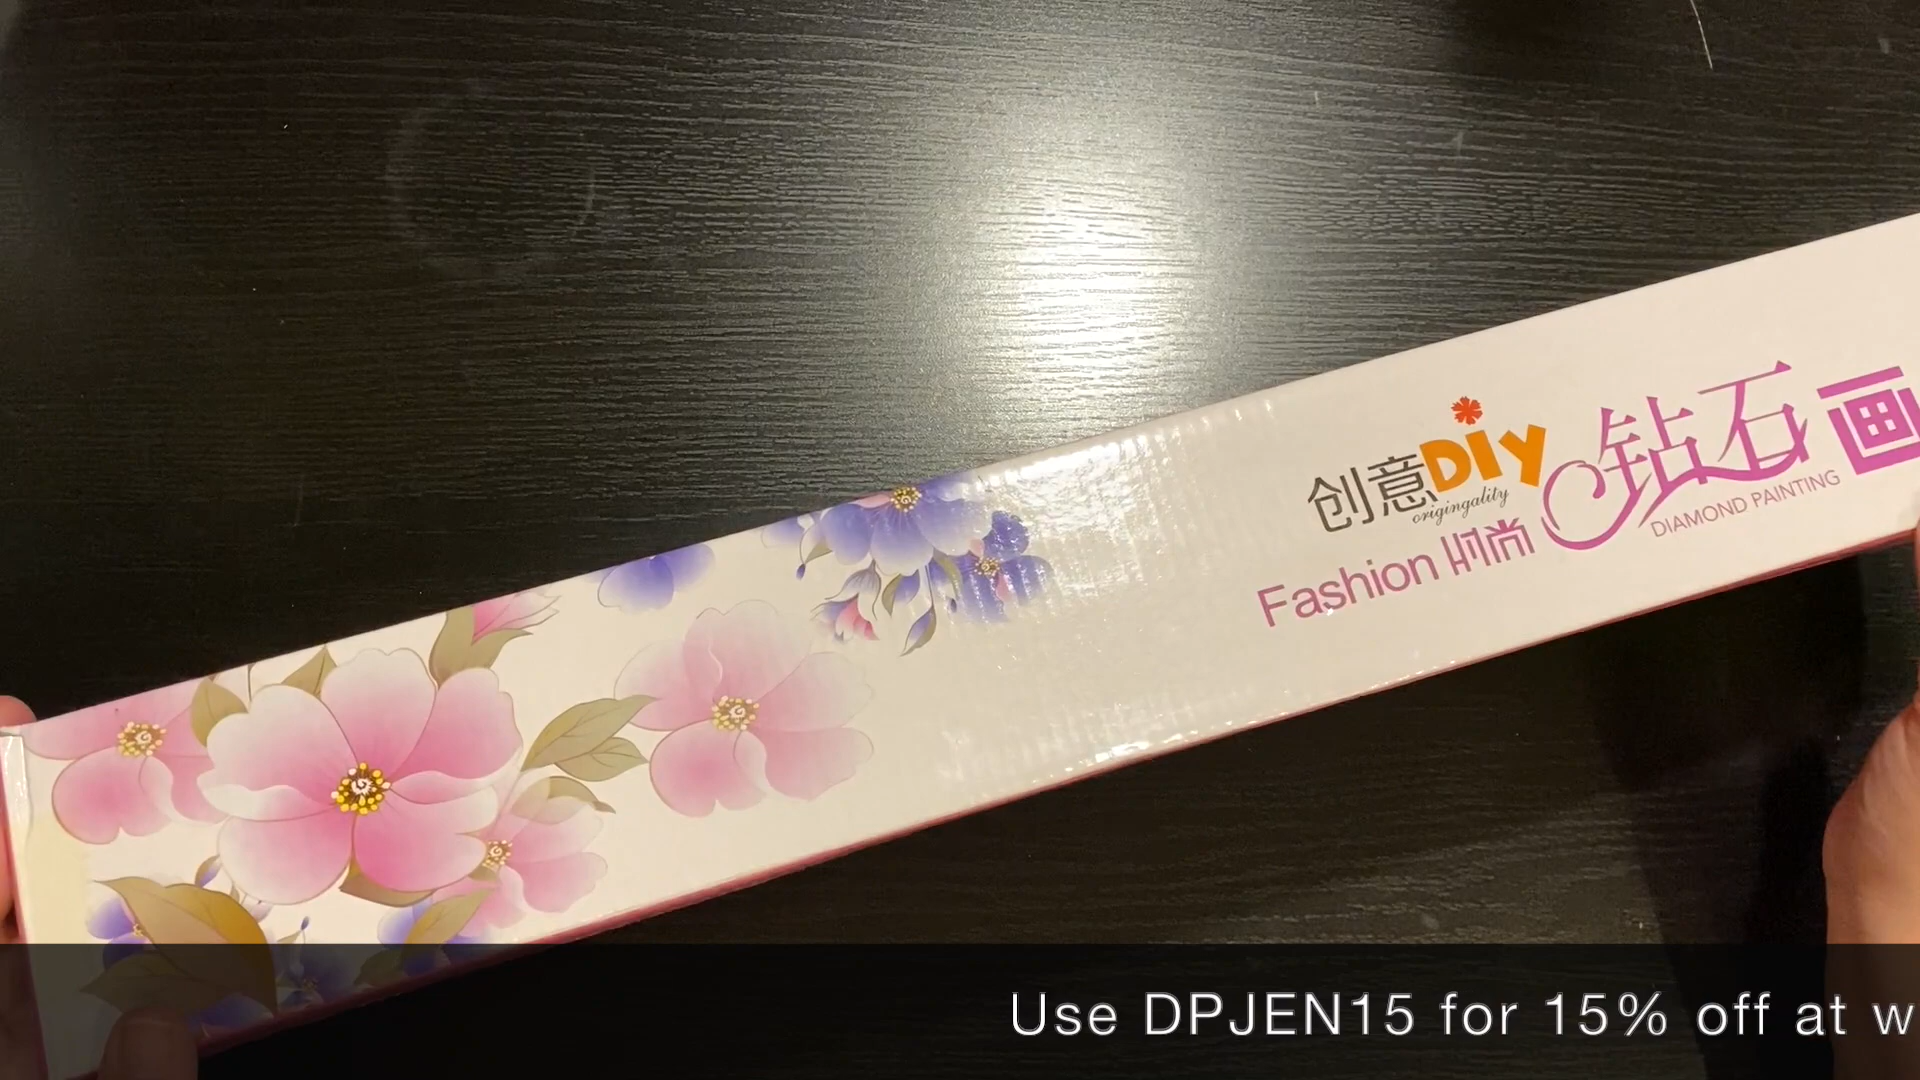 创意DIY
origingality
钻石画
DIAMOND PAINTING
Fashion 时尚
Use DPJEN15 for 15% off at w